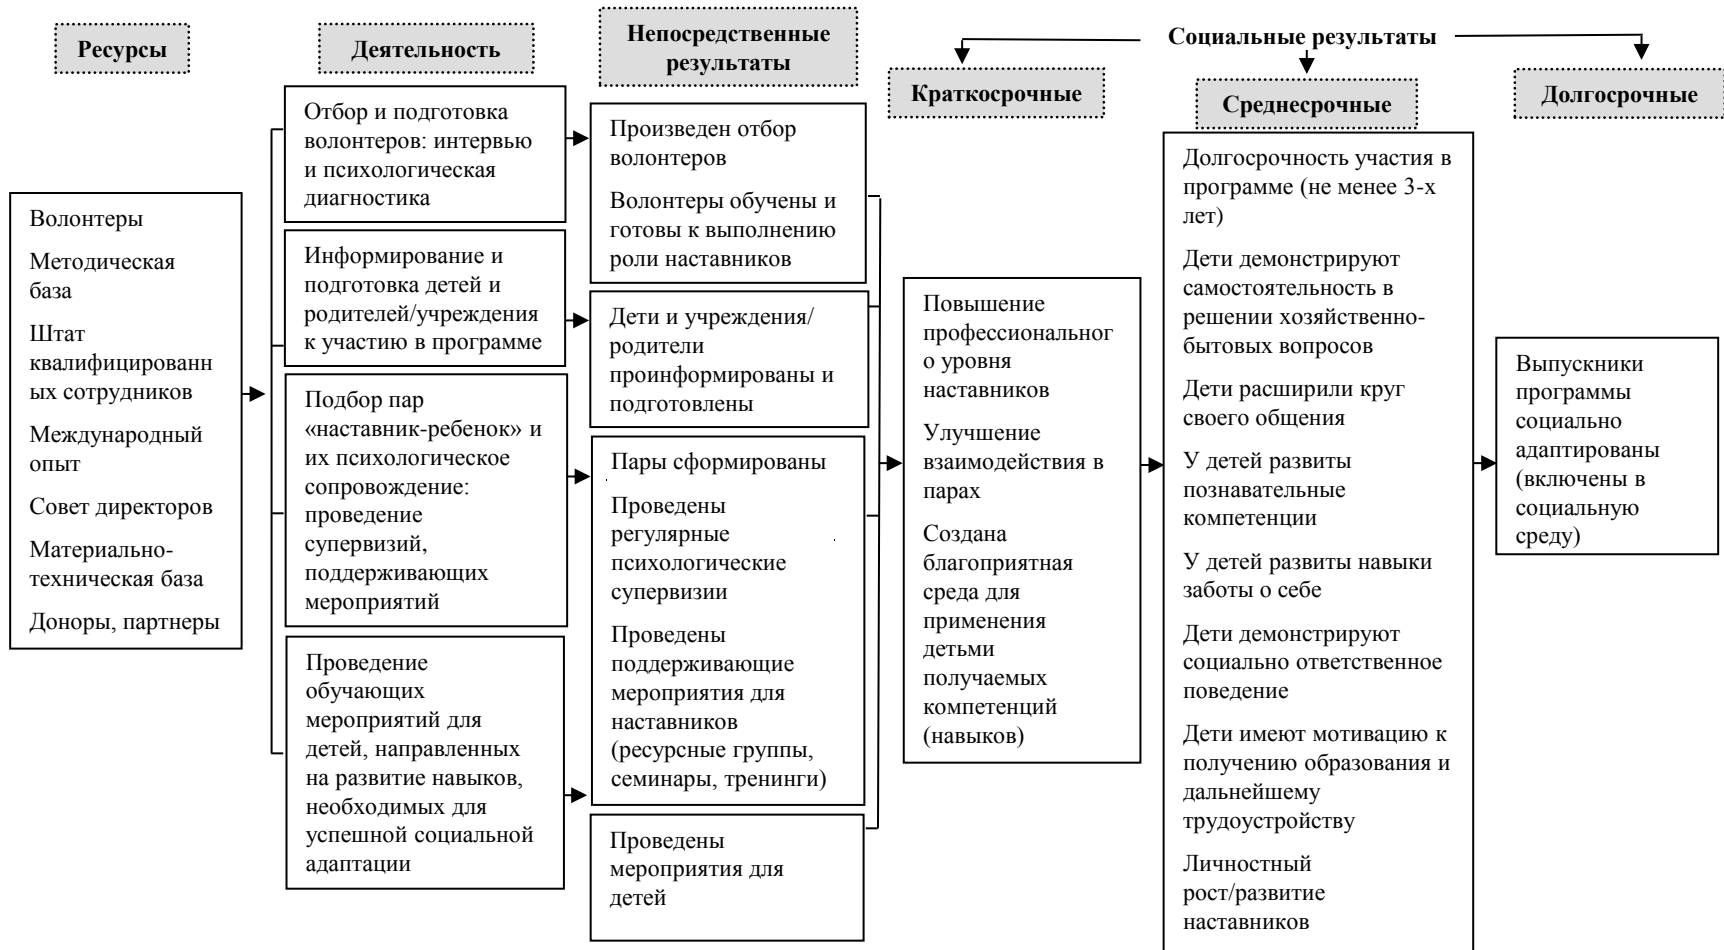 Ресурсы
Деятельность
Непосредственные
результаты
Социальные результаты
Краткосрочные
Среднесрочные
Долгосрочные
Волонтеры
Методическая
база
Штат
квалифицированн
ых сотрудников
Международный
опыт
Совет директоров
Материально-
техническая база
Доноры, партнеры
Отбор и подготовка
волонтеров: интервью
и психологическая
диагностика
Информирование и
подготовка детей и
родителей/учреждения
к участию в программе
Подбор пар
«наставник-ребенок» и
их психологическое
сопровождение:
проведение
супервизий,
поддерживающих
мероприятий
Проведение
обучающих
мероприятий для
детей, направленных
на развитие навыков,
необходимых для
успешной социальной
адаптации
Произведен отбор
волонтеров
Волонтеры обучены и
готовы к выполнению
роли наставников
Дети и учреждения/
родители
проинформированы и
подготовлены
Пары сформированы
Проведены
регулярные
психологические
супервизии
Проведены
поддерживающие
мероприятия для
наставников
(ресурсные группы,
семинары, тренинги)
Проведены
мероприятия для
детей
Повышение
профессиональног
о уровня
наставников
Улучшение
взаимодействия в
парах
Создана
благоприятная
среда для
применения
детьми
получаемых
компетенций
(навыков)
Долгосрочность участия в
программе (не менее 3-х
лет)
Дети демонстрируют
самостоятельность в
решении хозяйственно-
бытовых вопросов
Дети расширили круг
своего общения
У детей развиты
познавательные
компетенции
У детей развиты навыки
заботы о себе
Дети демонстрируют
социально ответственное
поведение
Дети имеют мотивацию к
получению образования и
дальнейшему
трудоустройству
Личностный
рост/развитие
наставников
Выпускники
программы
социально
адаптированы
(включены в
социальную
среду)